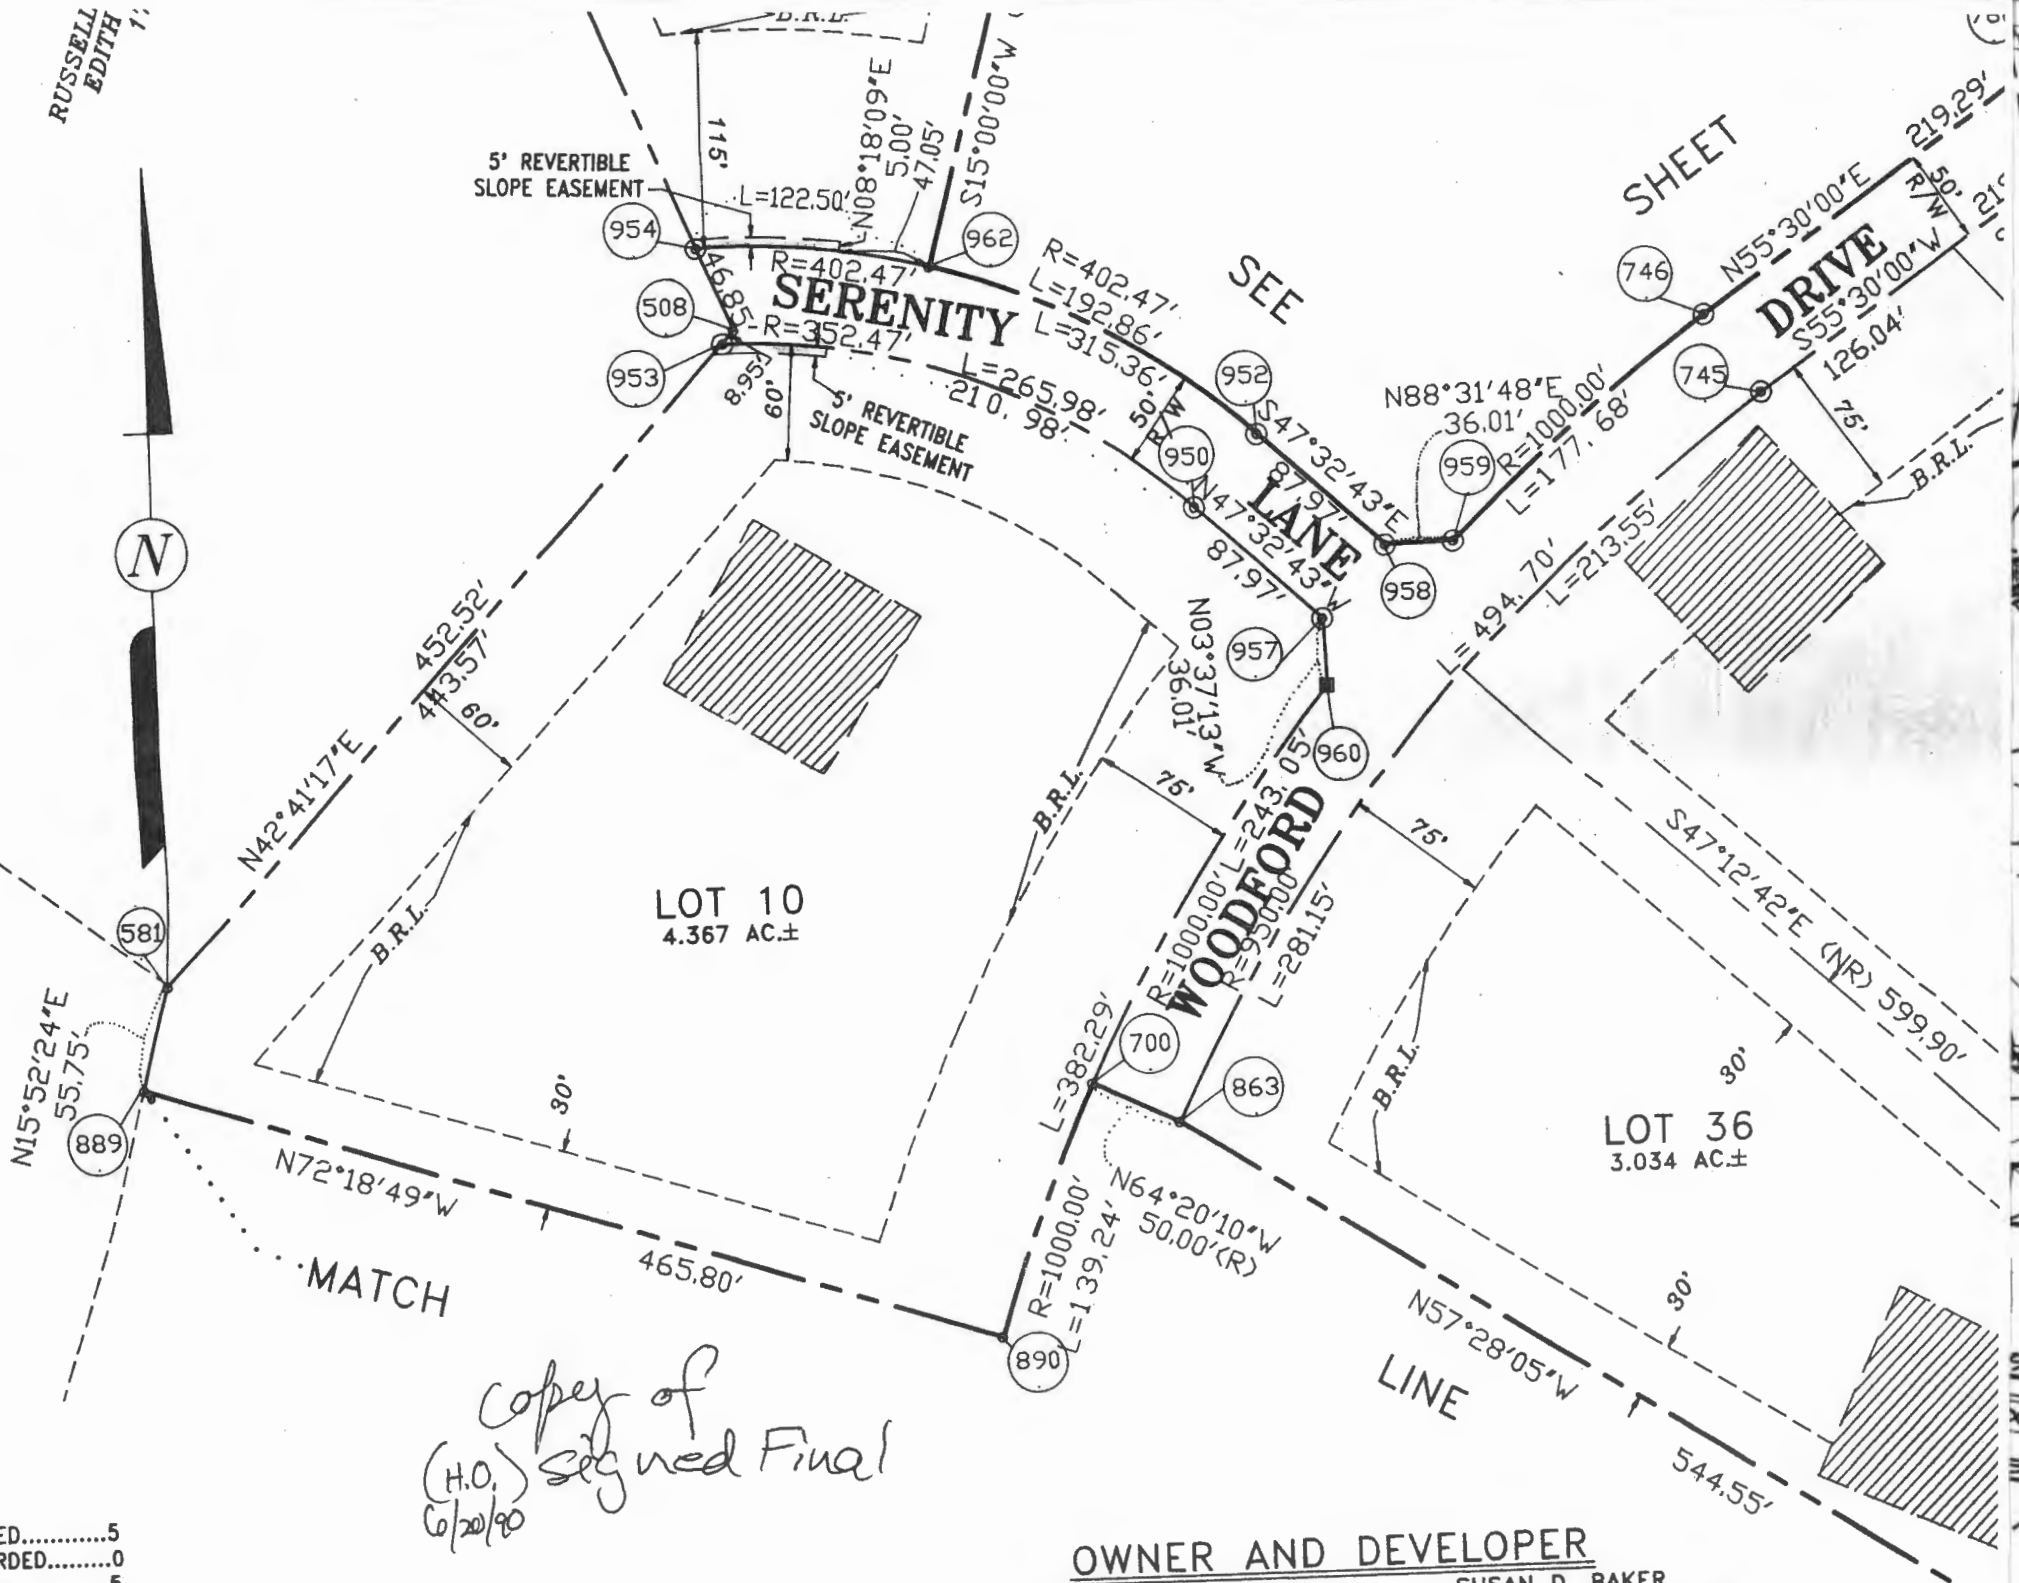 RUSSELL
EDITH
B.R.L.
115'
N08°18'09"E
5.00'
47.05'
S15°00'00"W
5' REVERTIBLE
SLOPE EASEMENT
L=122.50'
954
962
R=402.47'
46.85
508
SERENITY
R=352.47'
953
8.95'
60'
5' REVERTIBLE
SLOPE EASEMENT
R=402.47'
L=192.86'
L=315.36'
L=265.98'
210.98'
50'
R/W
SEE
SHEET
952
950
S47°32'43"E
87.97'
LANE
N47°32'43"W
87.97'
N88°31'48"E
36.01'
959
958
R=1000.00'
L=177.68'
746
745
N55°30'00"E
219.29'
50'
R/W
DRIVE
S55°30'00"W
126.04'
75'
B.R.L.
L=494.70'
L=213.55'
957
N03°37'13"W
36.01'
960
N
452.52'
443.57'
60'
N42°41'17"E
B.R.L.
LOT 10
4.367 AC.±
B.R.L.
75'
L=243.05'
R=1000.00'
WOODFORD
R=950.00'
L=281.15'
75'
S47°12'42"E (NR) 599.90'
581
N15°52'24"E
55.75'
889
30'
N72°18'49"W
465.80'
MATCH
L=382.29'
700
863
R=1000.00'
L=139.24'
N64°20'10"W
50.00'(R)
890
B.R.L.
LOT 36
3.034 AC.±
30'
30'
N57°28'05"W
544.55'
LINE
Copy of
(H.O.) signed Final
6/20/90
ED............5
RDED.........0
5
OWNER AND DEVELOPER
SUSAN D. BAKER